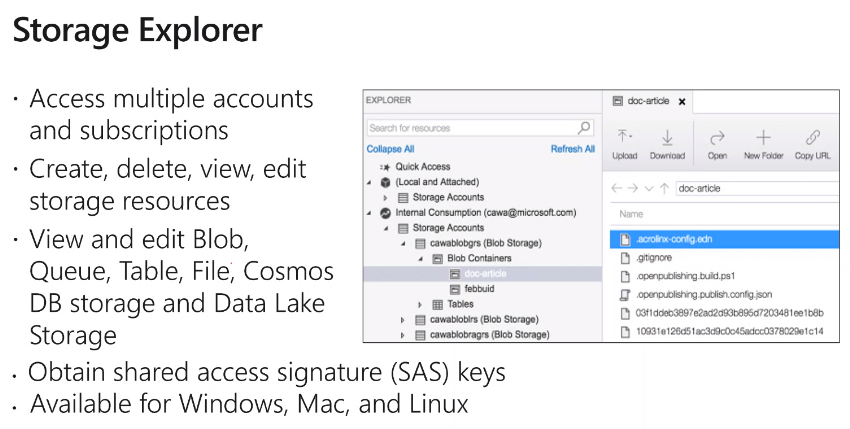 Storage Explorer
· Access multiple accounts
and subscriptions
· Create, delete, view, edit
storage resources
· View and edit Blob,
Queue, Table, File, Cosmos
DB storage and Data Lake
Storage
· Obtain shared access signature (SAS) keys
· Available for Windows, Mac, and Linux
EXPLORER
Search for resources
Collapse All
Refresh All
Quick Access
(Local and Attached)
Storage Accounts
Internal Consumption (cawa@microsoft.com)
Storage Accounts
cawablobgrs (Blob Storage)
Blob Containers
doc-article
febbuid
Tables
cawabloblrs (Blob Storage)
cawablobragrs (Blob Storage)
doc-article
Upload
Download
Open
New Folder
Copy URL
doc-article
Name
.acrolinx-config.edn
.gitignore
.openpublishing.build.ps1
.openpublishing.publish.config.json
03f1ddeb3897e2ad2d93b895d7203481ee1b8b
10931e126d51ac3d9c0c45adcc0378029e1c14